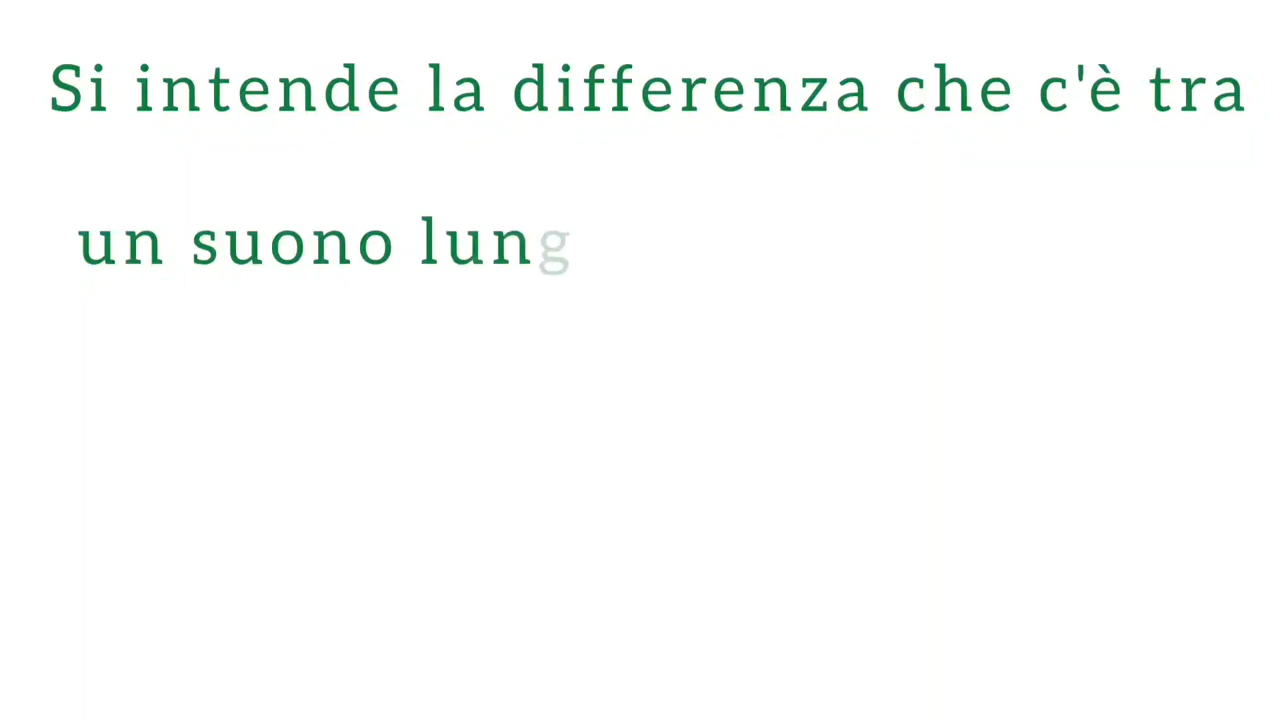 Si intende la differenza che c'è tra
un suono lung